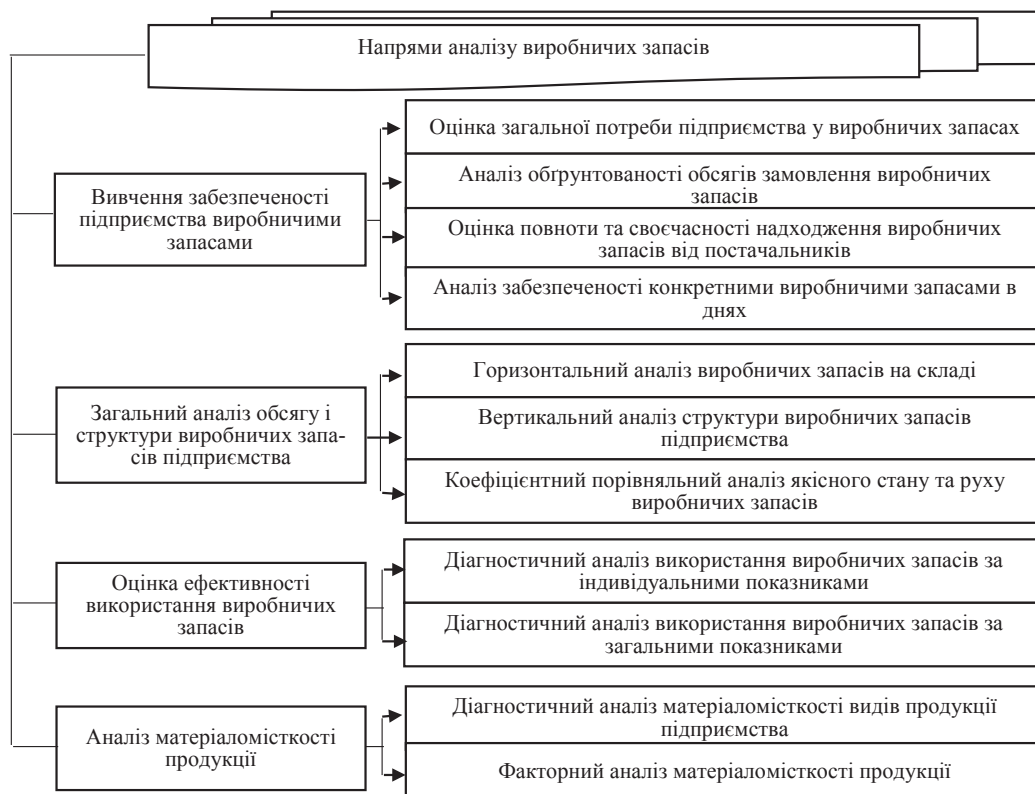 Напрями аналізу виробничих запасів
Вивчення забезпеченості
підприємства виробничими
запасами
Оцінка загальної потреби підприємства у виробничих запасах
Аналіз обґрунтованості обсягів замовлення виробничих
запасів
Оцінка повноти та своєчасності надходження виробничих
запасів від постачальників
Аналіз забезпеченості конкретними виробничими запасами в
днях
Загальний аналіз обсягу і
структури виробничих запа-
сів підприємства
Горизонтальний аналіз виробничих запасів на складі
Вертикальний аналіз структури виробничих запасів
підприємства
Коефіцієнтний порівняльний аналіз якісного стану та руху
виробничих запасів
Оцінка ефективності
використання виробничих
запасів
Діагностичний аналіз використання виробничих запасів за
індивідуальними показниками
Діагностичний аналіз використання виробничих запасів за
загальними показниками
Аналіз матеріаломісткості
продукції
Діагностичний аналіз матеріаломісткості видів продукції
підприємства
Факторний аналіз матеріаломісткості продукції